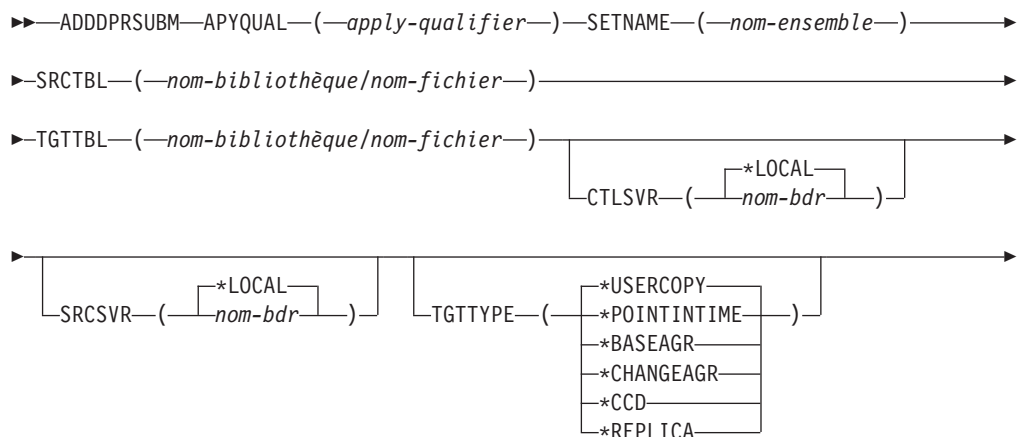 ADDDPRSUBM APYQUAL ( apply-qualifier ) SETNAME ( nom-ensemble )
SRCTBL ( nom-bibliothèque/nom-fichier )
TGTTBL ( nom-bibliothèque/nom-fichier )
*LOCAL
CTLSVR ( nom-bdr )
*LOCAL
SRCSVR ( nom-bdr )
*USERCOPY
TGTTYPE ( *POINTINTIME )
*BASEAGR
*CHANGEAGR
*CCD
*REPLICA